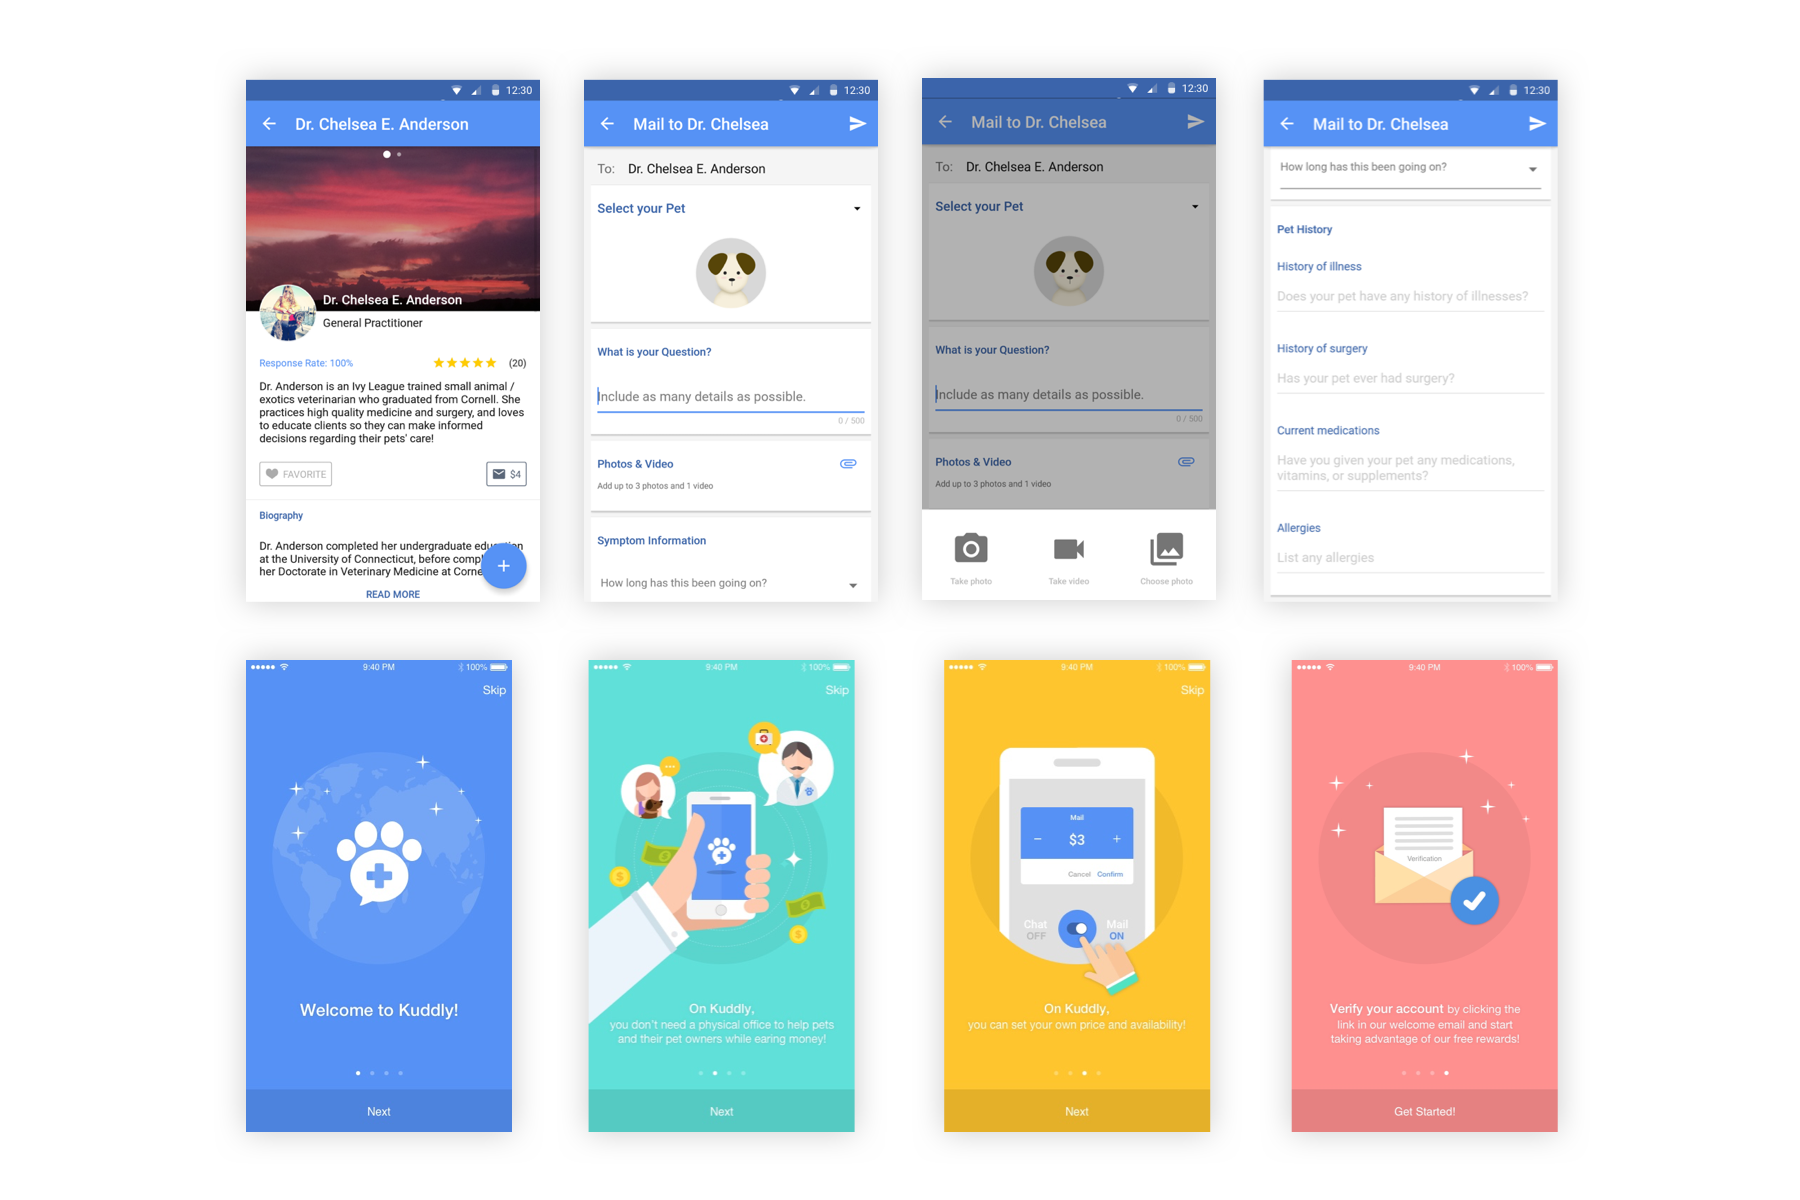 12:30
Dr. Chelsea E. Anderson
Dr. Chelsea E. Anderson
General Practitioner
Response Rate: 100%
(20)
Dr. Anderson is an Ivy League trained small animal /
exotics veterinarian who graduated from Cornell. She
practices high quality medicine and surgery, and loves
to educate clients so they can make informed
decisions regarding their pets' care!
FAVORITE
$4
Biography
Dr. Anderson completed her undergraduate education
at the University of Connecticut, before comp
her Doctorate in Veterinary Medicine at Corne
READ MORE
12:30
Mail to Dr. Chelsea
To: Dr. Chelsea E. Anderson
Select your Pet
What is your Question?
Include as many details as possible.
0 / 500
Photos & Video
Add up to 3 photos and 1 video
Symptom Information
How long has this been going on?
12:30
Mail to Dr. Chelsea
To: Dr. Chelsea E. Anderson
Select your Pet
What is your Question?
Include as many details as possible.
0 / 500
Photos & Video
Add up to 3 photos and 1 video
Take photo
Take video
Choose photo
12:30
Mail to Dr. Chelsea
How long has this been going on?
Pet History
History of illness
Does your pet have any history of illnesses?
History of surgery
Has your pet ever had surgery?
Current medications
Have you given your pet any medications,
vitamins, or supplements?
Allergies
List any allergies
9:40 PM 100%
Skip
Welcome to Kuddly!
Next
9:40 PM 100%
Skip
$
$
On Kuddly,
you don't need a physical office to help pets
and their pet owners while earing money!
Next
9:40 PM 100%
Skip
Mail
− $3 +
Cancel Confirm
Chat Mail
OFF ON
On Kuddly,
you can set your own price and availability!
Next
9:40 PM 100%
Verification
Verify your account by clicking the
link in our welcome email and start
taking advantage of our free rewards!
Get Started!